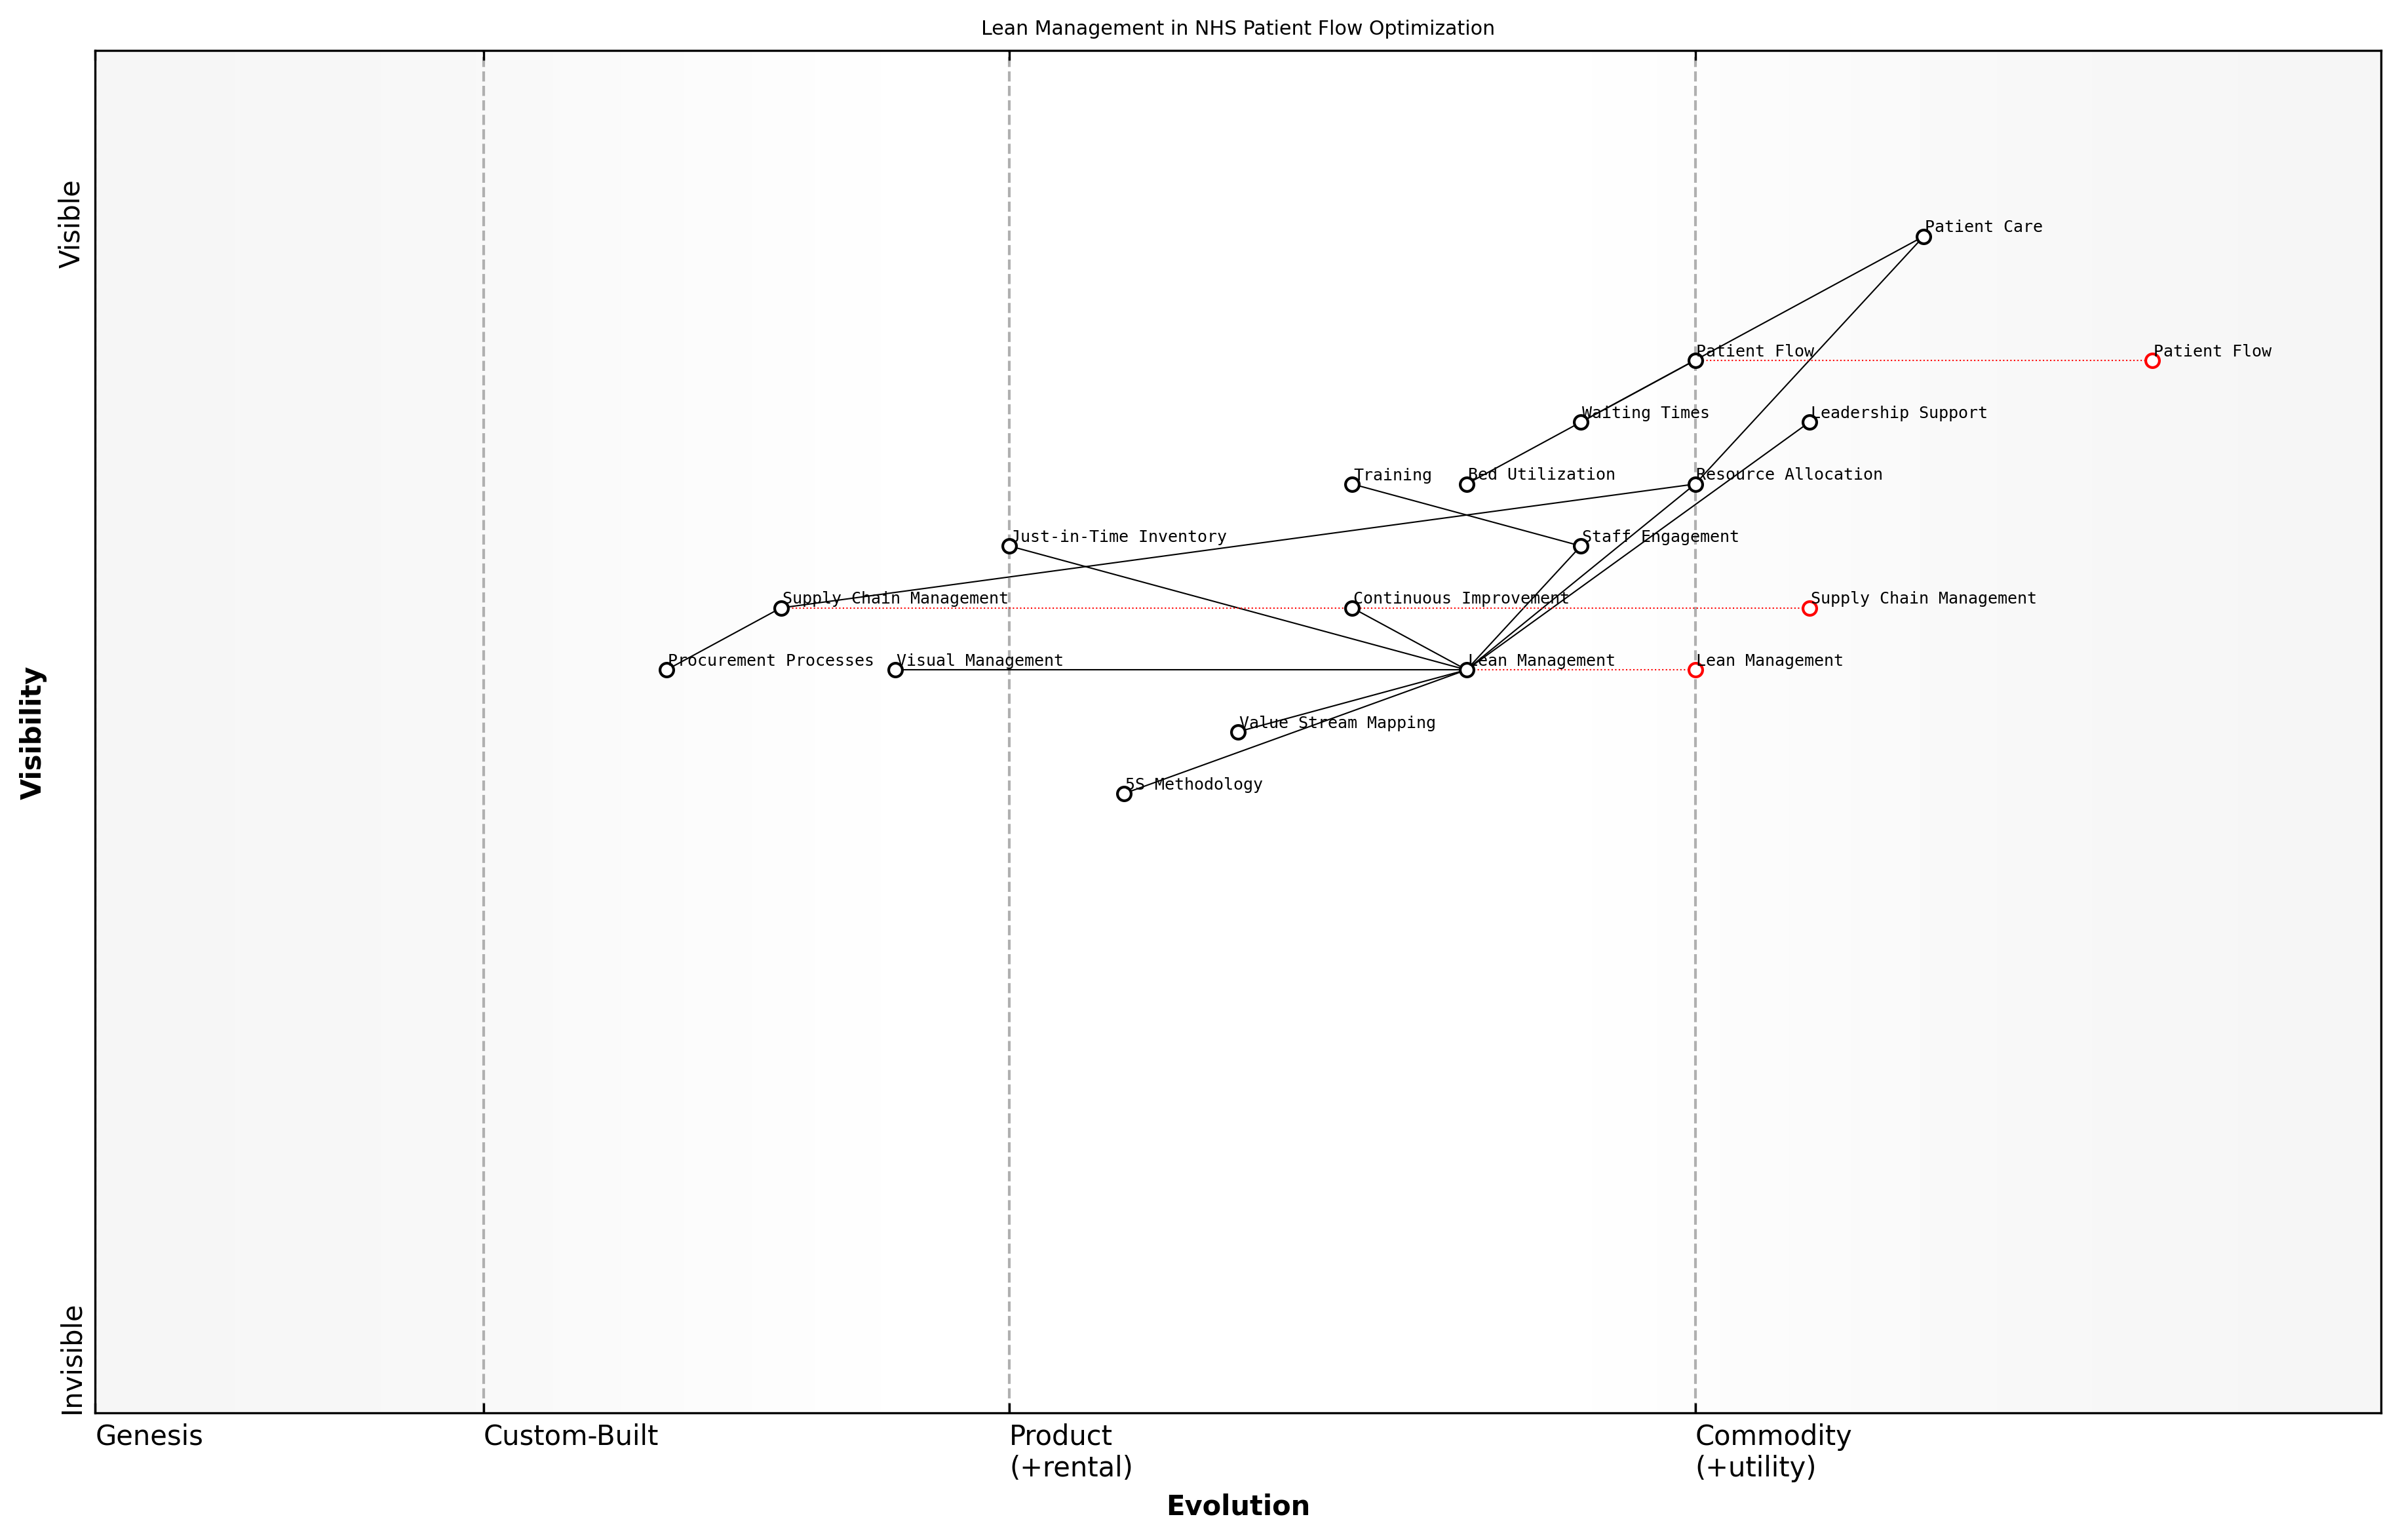 Lean Management in NHS Patient Flow Optimization
Visible
Patient Care
Patient Flow
Patient Flow
Waiting Times
Leadership Support
Training
Bed Utilization
Resource Allocation
Just-in-Time Inventory
Staff Engagement
Supply Chain Management
Continuous Improvement
Supply Chain Management
Procurement Processes
Visual Management
Lean Management
Lean Management
Visibility
Value Stream Mapping
5S Methodology
Invisible
Genesis
Custom-Built
Product
(+rental)
Commodity
(+utility)
Evolution